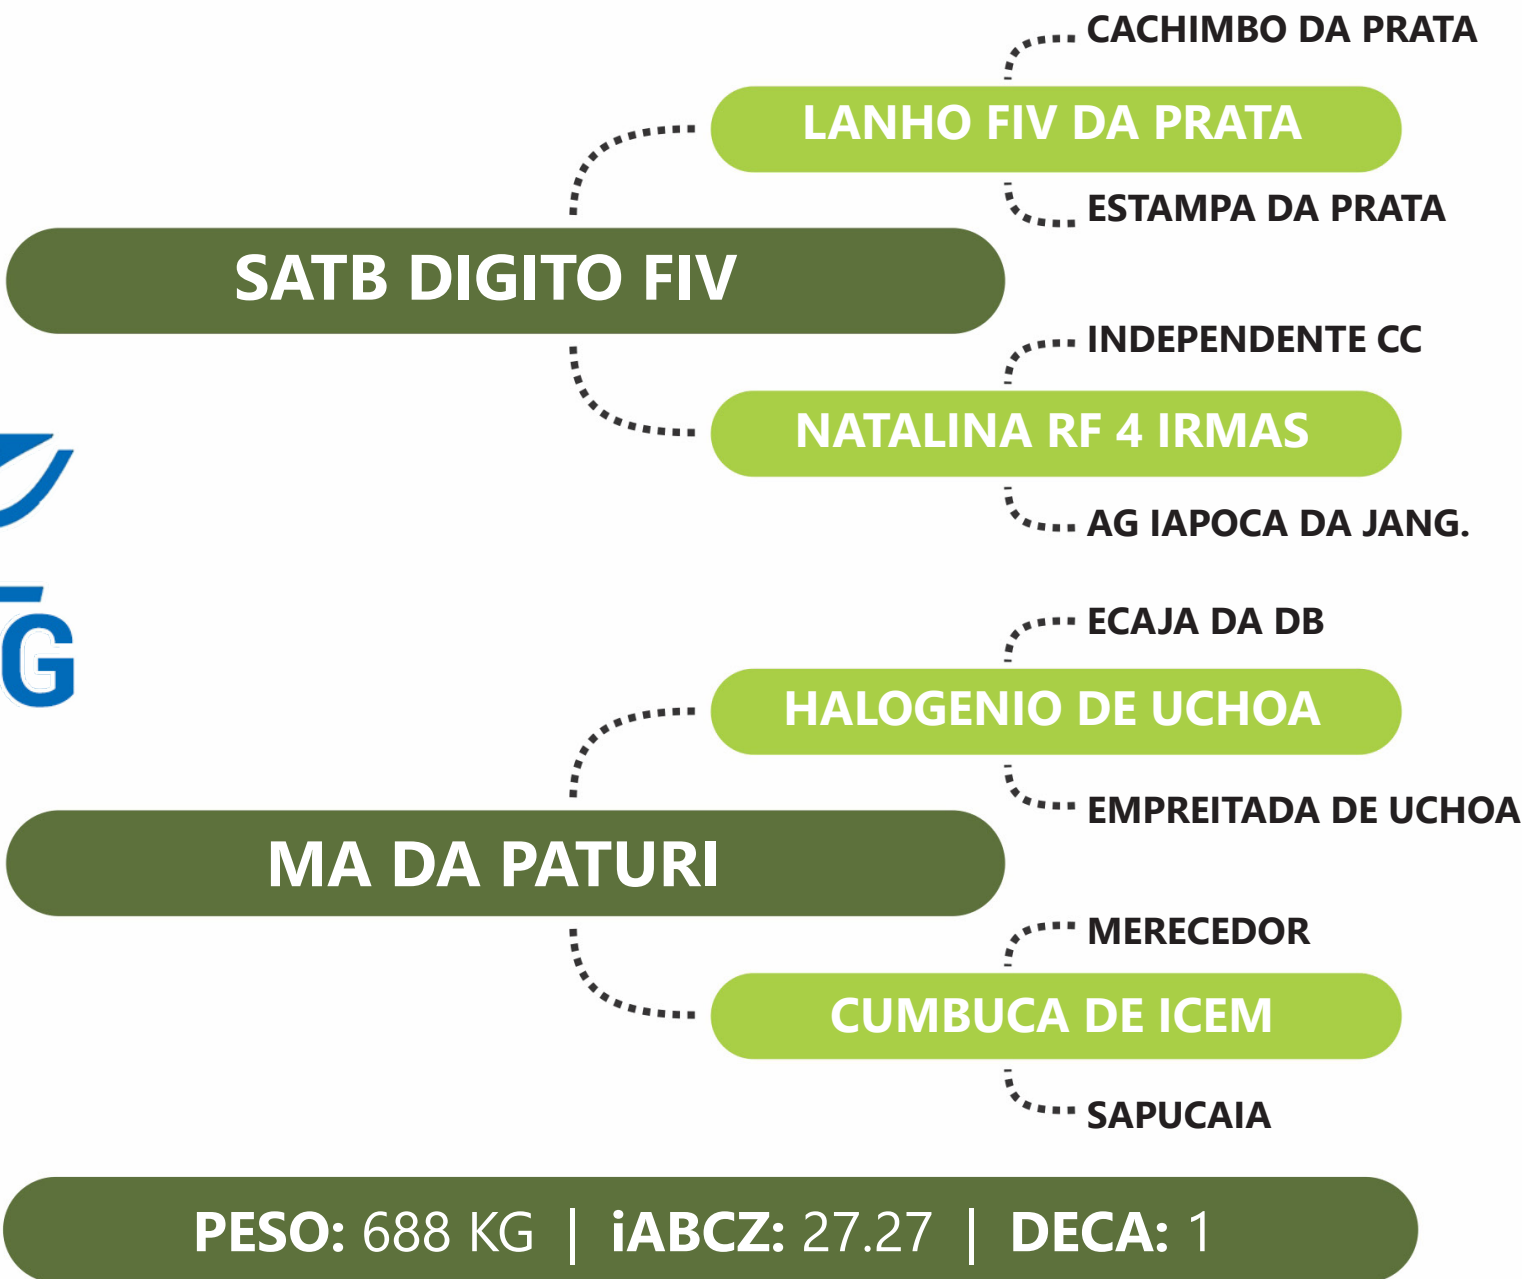 CACHIMBO DA PRATA
LANHO FIV DA PRATA
ESTAMPA DA PRATA
SATB DIGITO FIV
INDEPENDENTE CC
NATALINA RF 4 IRMAS
AG IAPOCA DA JANG.
G
ECAJA DA DB
HALOGENIO DE UCHOA
EMPREITADA DE UCHOA
MA DA PATURI
MERECEDOR
CUMBUCA DE ICEM
SAPUCAIA
PESO: 688 KG | iABCZ: 27.27 | DECA: 1